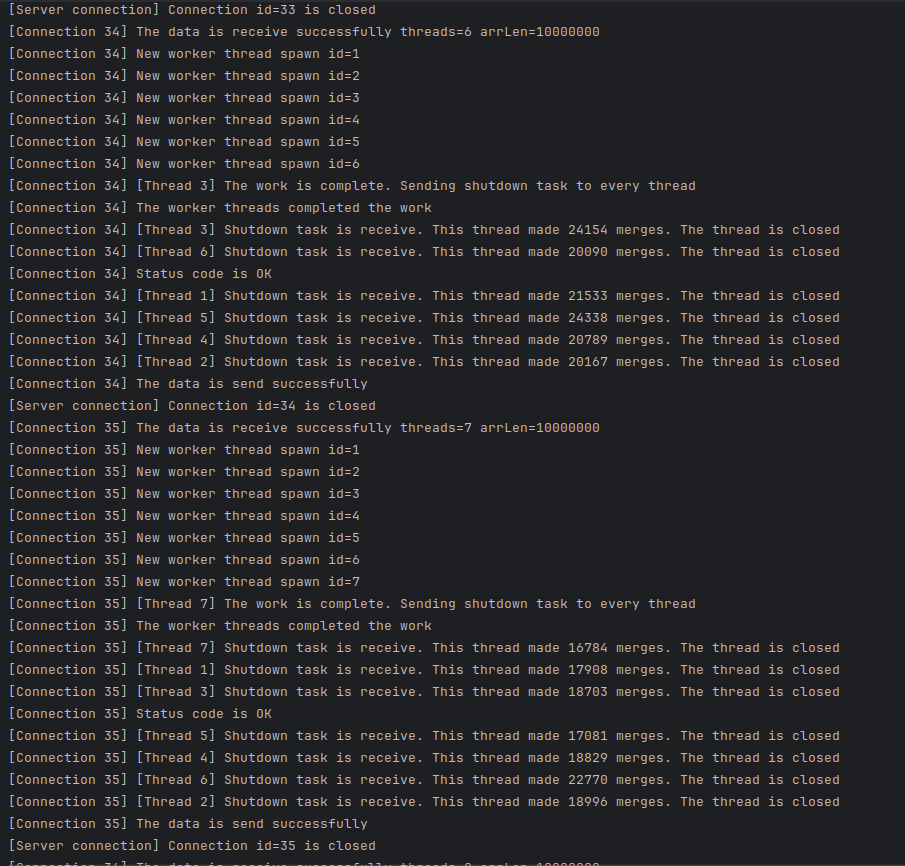 [Server connection] Connection id=33 is closed
[Connection 34] The data is receive successfully threads=6 arrLen=10000000
[Connection 34] New worker thread spawn id=1
[Connection 34] New worker thread spawn id=2
[Connection 34] New worker thread spawn id=3
[Connection 34] New worker thread spawn id=4
[Connection 34] New worker thread spawn id=5
[Connection 34] New worker thread spawn id=6
[Connection 34] [Thread 3] The work is complete. Sending shutdown task to every thread
[Connection 34] The worker threads completed the work
[Connection 34] [Thread 3] Shutdown task is receive. This thread made 24154 merges. The thread is closed
[Connection 34] [Thread 6] Shutdown task is receive. This thread made 20090 merges. The thread is closed
[Connection 34] Status code is OK
[Connection 34] [Thread 1] Shutdown task is receive. This thread made 21533 merges. The thread is closed
[Connection 34] [Thread 5] Shutdown task is receive. This thread made 24338 merges. The thread is closed
[Connection 34] [Thread 4] Shutdown task is receive. This thread made 20789 merges. The thread is closed
[Connection 34] [Thread 2] Shutdown task is receive. This thread made 20167 merges. The thread is closed
[Connection 34] The data is send successfully
[Server connection] Connection id=34 is closed
[Connection 35] The data is receive successfully threads=7 arrLen=10000000
[Connection 35] New worker thread spawn id=1
[Connection 35] New worker thread spawn id=2
[Connection 35] New worker thread spawn id=3
[Connection 35] New worker thread spawn id=4
[Connection 35] New worker thread spawn id=5
[Connection 35] New worker thread spawn id=6
[Connection 35] New worker thread spawn id=7
[Connection 35] [Thread 7] The work is complete. Sending shutdown task to every thread
[Connection 35] The worker threads completed the work
[Connection 35] [Thread 7] Shutdown task is receive. This thread made 16784 merges. The thread is closed
[Connection 35] [Thread 1] Shutdown task is receive. This thread made 17908 merges. The thread is closed
[Connection 35] [Thread 3] Shutdown task is receive. This thread made 18703 merges. The thread is closed
[Connection 35] Status code is OK
[Connection 35] [Thread 5] Shutdown task is receive. This thread made 17081 merges. The thread is closed
[Connection 35] [Thread 4] Shutdown task is receive. This thread made 18829 merges. The thread is closed
[Connection 35] [Thread 6] Shutdown task is receive. This thread made 22770 merges. The thread is closed
[Connection 35] [Thread 2] Shutdown task is receive. This thread made 18996 merges. The thread is closed
[Connection 35] The data is send successfully
[Server connection] Connection id=35 is closed